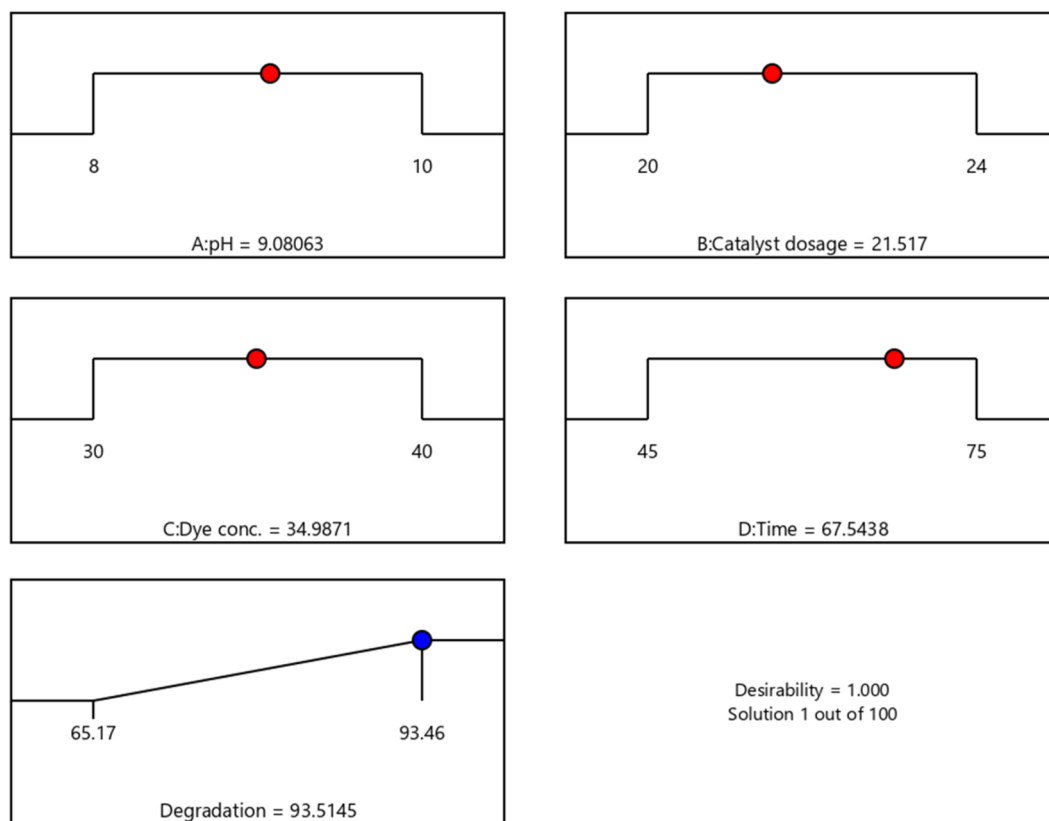 8 10
A:pH = 9.08063
20 24
B:Catalyst dosage = 21.517
30 40
C:Dye conc. = 34.9871
45 75
D:Time = 67.5438
65.17 93.46
Degradation = 93.5145
Desirability = 1.000
Solution 1 out of 100